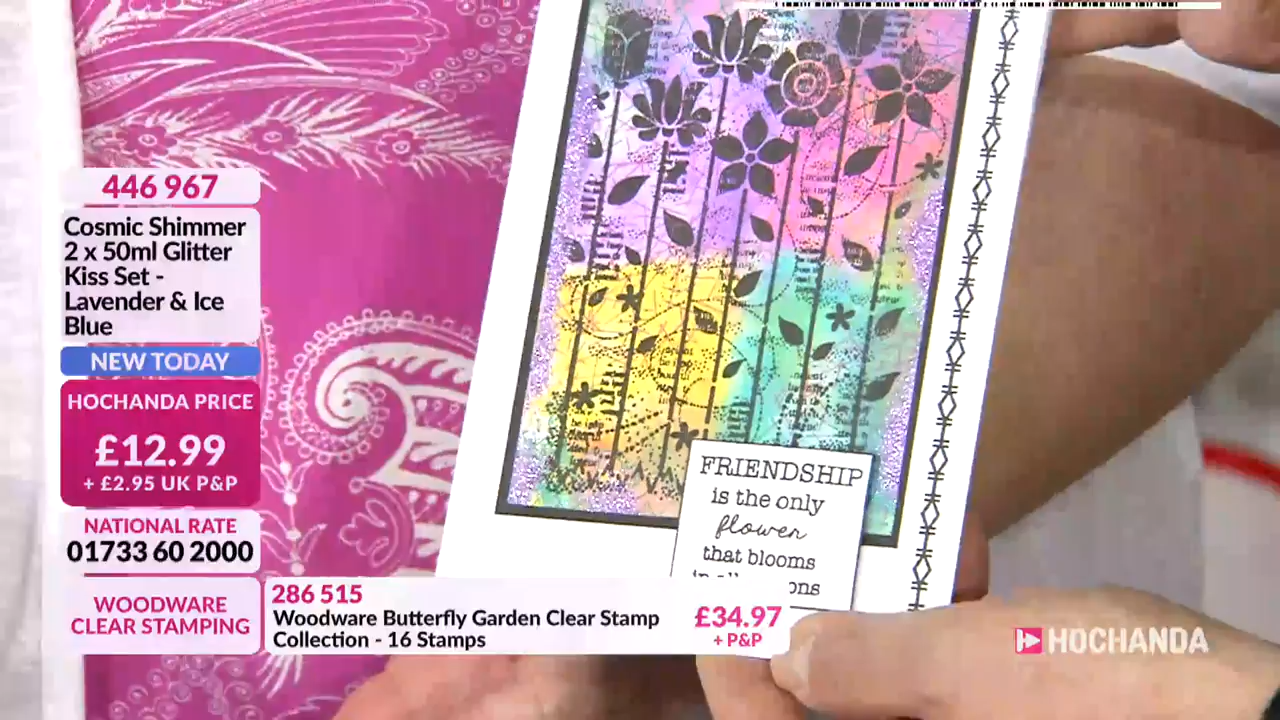 446 967
Cosmic Shimmer
2 x 50ml Glitter
Kiss Set -
Lavender & Ice
Blue
NEW TODAY
HOCHANDA PRICE
£12.99
+ £2.95 UK P&P
NATIONAL RATE
01733 60 2000
WOODWARE
CLEAR STAMPING
286 515
Woodware Butterfly Garden Clear Stamp
Collection - 16 Stamps
£34.97
+ P&P
FRIENDSHIP
is the only
flower
that blooms
in
HOCHANDA